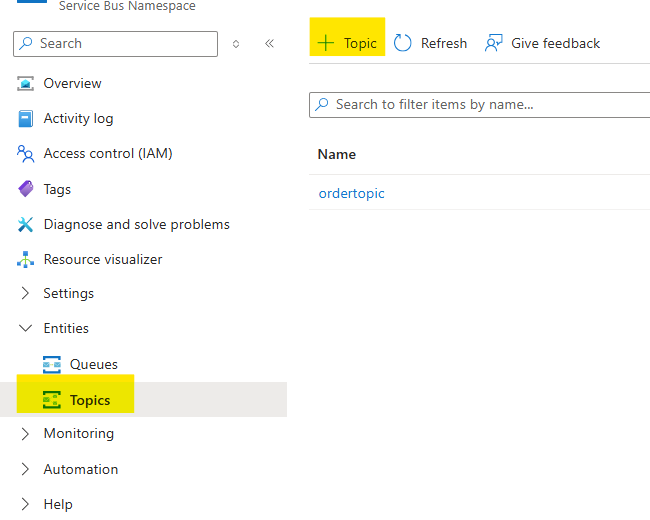 Service Bus Namespace
Search
Overview
Activity log
Access control (IAM)
Tags
Diagnose and solve problems
Resource visualizer
Settings
Entities
Queues
Topics
Monitoring
Automation
Help
Topic
Refresh
Give feedback
Search to filter items by name...
Name
ordertopic